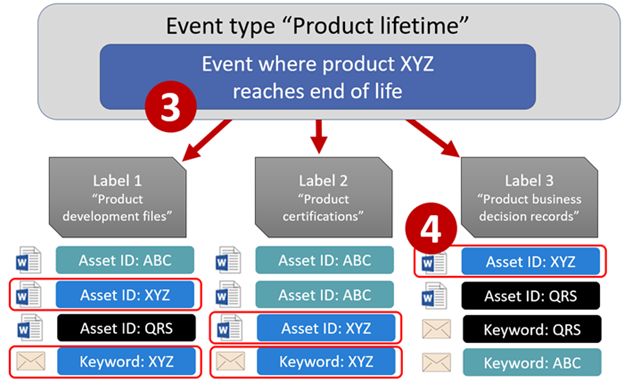 Event type “Product lifetime”
Event where product XYZ
reaches end of life
3
Label 1
“Product
development files”
Label 2
“Product
certifications”
Label 3
“Product business
decision records”
4
W Asset ID: ABC
W Asset ID: ABC
W Asset ID: XYZ
W Asset ID: XYZ
W Asset ID: ABC
W Asset ID: QRS
W Asset ID: QRS
W Asset ID: XYZ
Keyword: QRS
Keyword: XYZ
Keyword: XYZ
Keyword: ABC